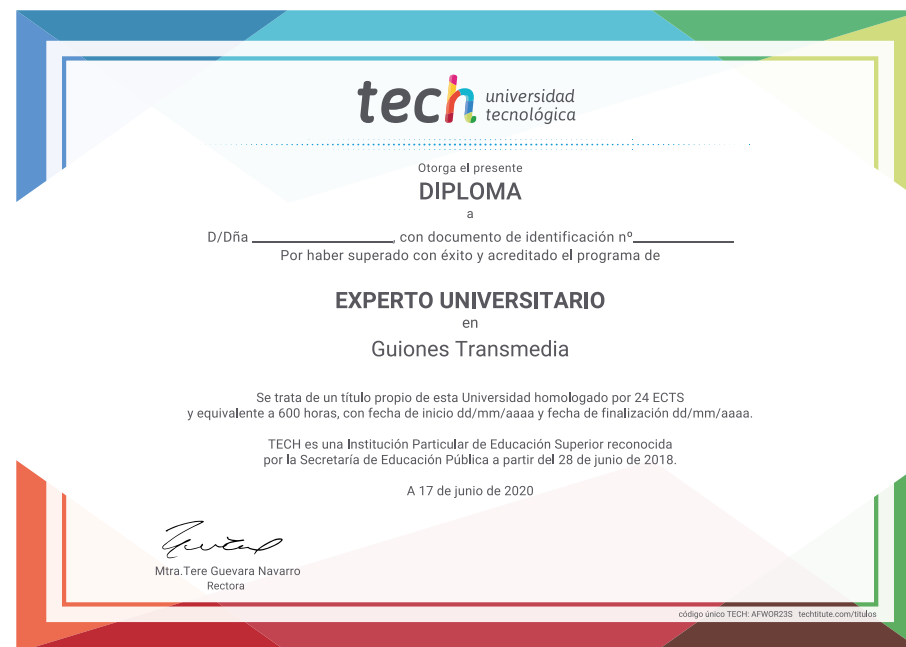 tech universidad
tecnológica
Otorga el presente
DIPLOMA
a
D/Dña ____________________, con documento de identificación nº______________
Por haber superado con éxito y acreditado el programa de
EXPERTO UNIVERSITARIO
en
Guiones Transmedia
Se trata de un título propio de esta Universidad homologado por 24 ECTS
y equivalente a 600 horas, con fecha de inicio dd/mm/aaaa y fecha de finalización dd/mm/aaaa.
TECH es una Institución Particular de Educación Superior reconocida
por la Secretaría de Educación Pública a partir del 28 de junio de 2018.
A 17 de junio de 2020
Mtra.Tere Guevara Navarro
Rectora
código único TECH: AFWOR23S techtitute.com/titulos